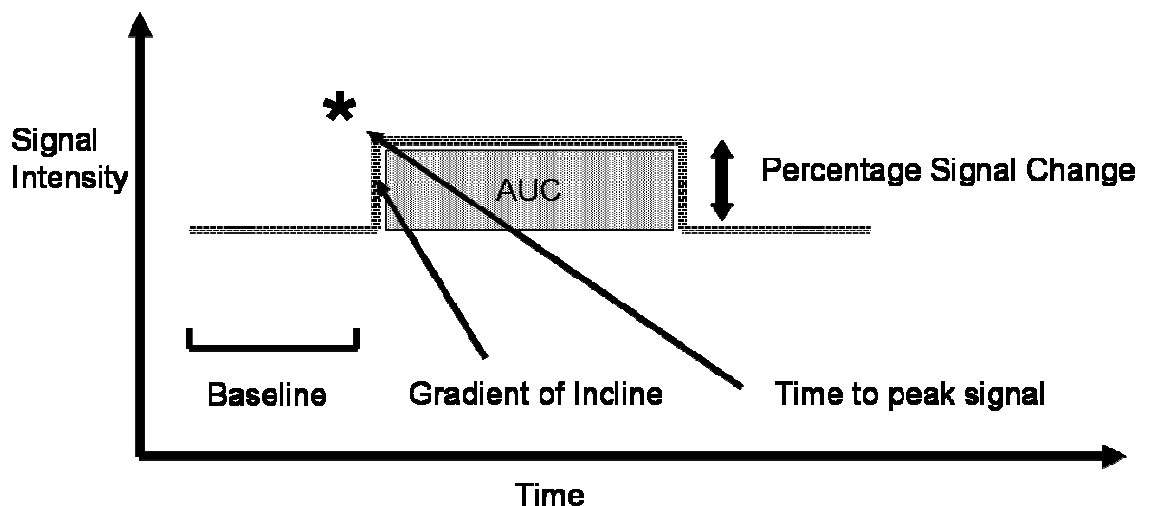 *
Signal
Intensity
AUC
Percentage Signal Change
Baseline
Gradient of Incline
Time to peak signal
Time